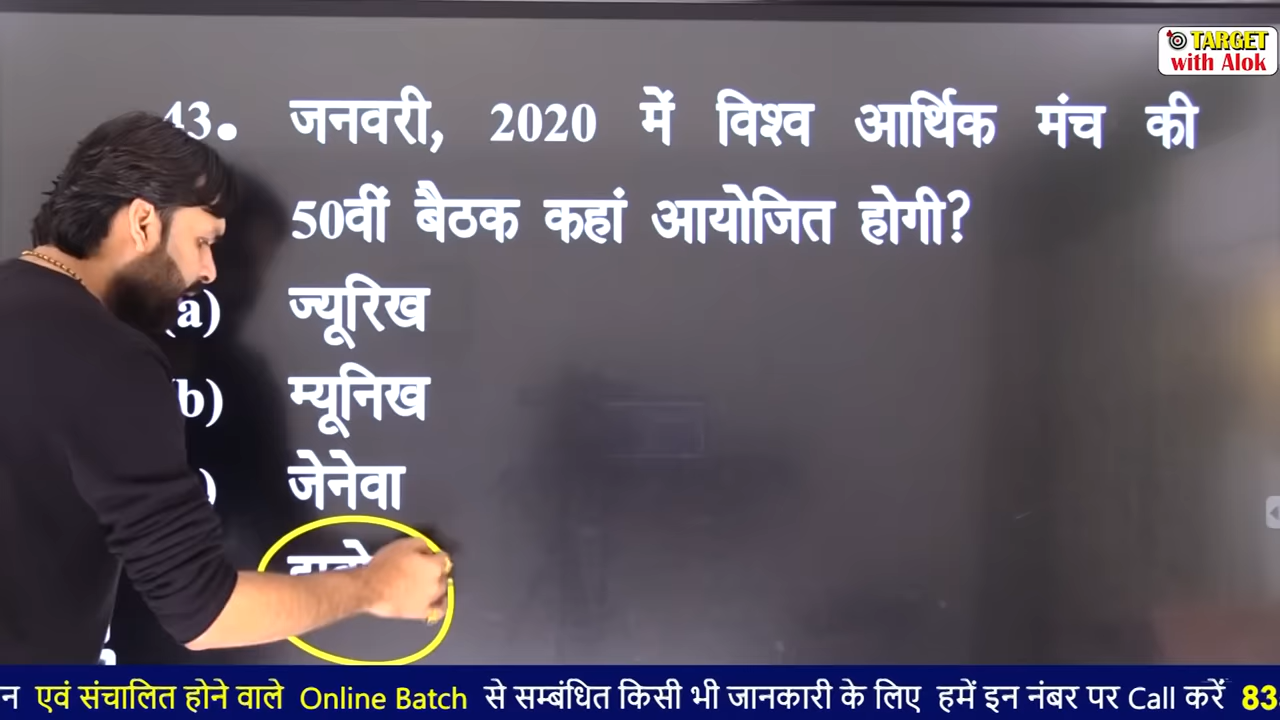 TARGET
with Alok
43. जनवरी, 2020 में विश्व आर्थिक मंच की
50वीं बैठक कहां आयोजित होगी?
(a) ज्यूरिख
(b) म्यूनिख
जेनेवा
एवं संचालित होने वाले Online Batch से सम्बंधित किसी भी जानकारी के लिए हमें इन नंबर पर Call करें 83